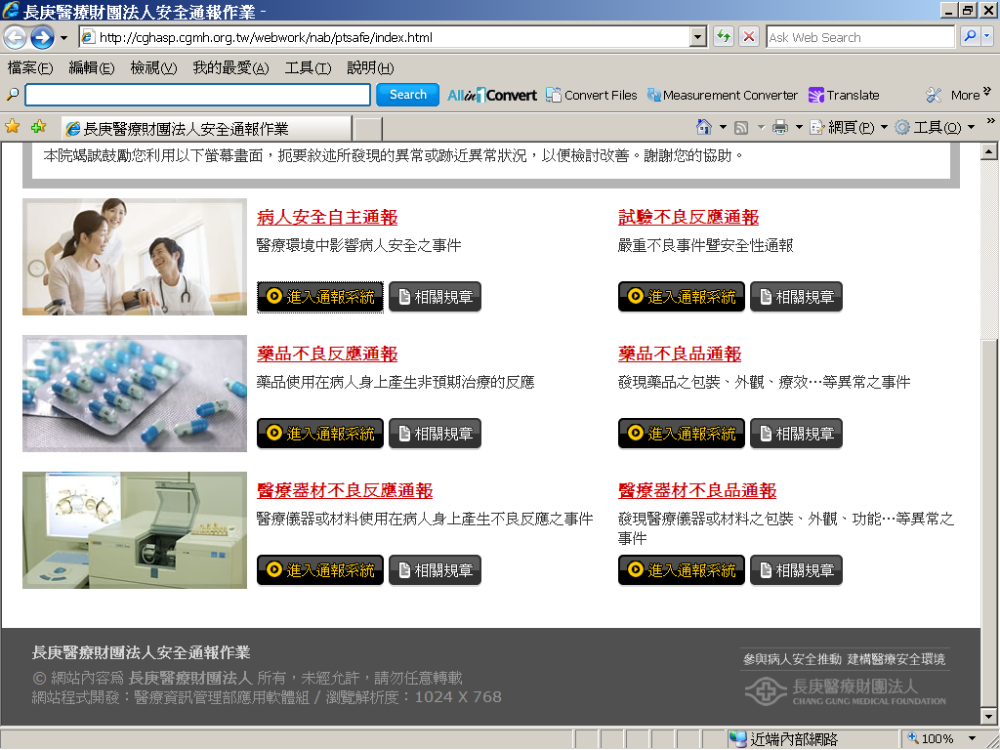 長庚醫療財團法人安全通報作業 -
http://cghasp.cgmh.org.tw/webwork/nab/ptsafe/index.html
Ask Web Search
檔案(F) 編輯(E) 檢視(V) 我的最愛(A) 工具(T) 說明(H)
Search Allin 1 Convert Convert Files Measurement Converter Translate More »
長庚醫療財團法人安全通報作業 網頁(P) 工具(O) »
本院竭誠鼓勵您利用以下螢幕畫面，扼要敘述所發現的異常或跡近異常狀況，以便檢討改善。謝謝您的協助。
病人安全自主通報
醫療環境中影響病人安全之事件
進入通報系統 相關規章
試驗不良反應通報
嚴重不良事件暨安全性通報
進入通報系統 相關規章
藥品不良反應通報
藥品使用在病人身上產生非預期治療的反應
進入通報系統 相關規章
藥品不良品通報
發現藥品之包裝、外觀、療效…等異常之事件
進入通報系統 相關規章
醫療器材不良反應通報
醫療儀器或材料使用在病人身上產生不良反應之事件
進入通報系統 相關規章
醫療器材不良品通報
發現醫療儀器或材料之包裝、外觀、功能…等異常之
事件
進入通報系統 相關規章
長庚醫療財團法人安全通報作業
© 網站內容為 長庚醫療財團法人 所有，未經允許，請勿任意轉載
網站程式開發：醫療資訊管理部應用軟體組 / 瀏覽解析度：1024 X 768
參與病人安全推動 建構醫療安全環境
長庚醫療財團法人
CHANG GUNG MEDICAL FOUNDATION
近端內部網路 100%